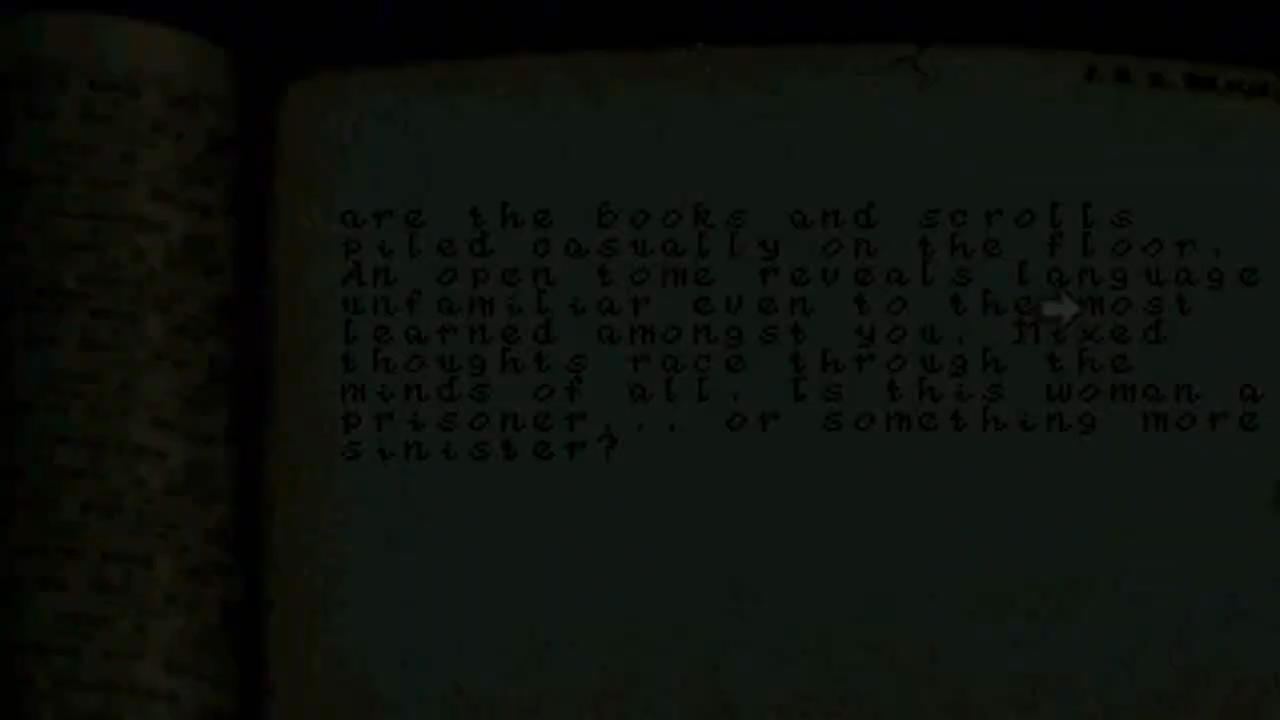 are the books and scrolls
piled casually on the floor.
An open tome reveals language
unfamiliar even to the most
learned amongst you. Mixed
thoughts race through the
minds of all. Is this woman a
prisoner... or something more
sinister?